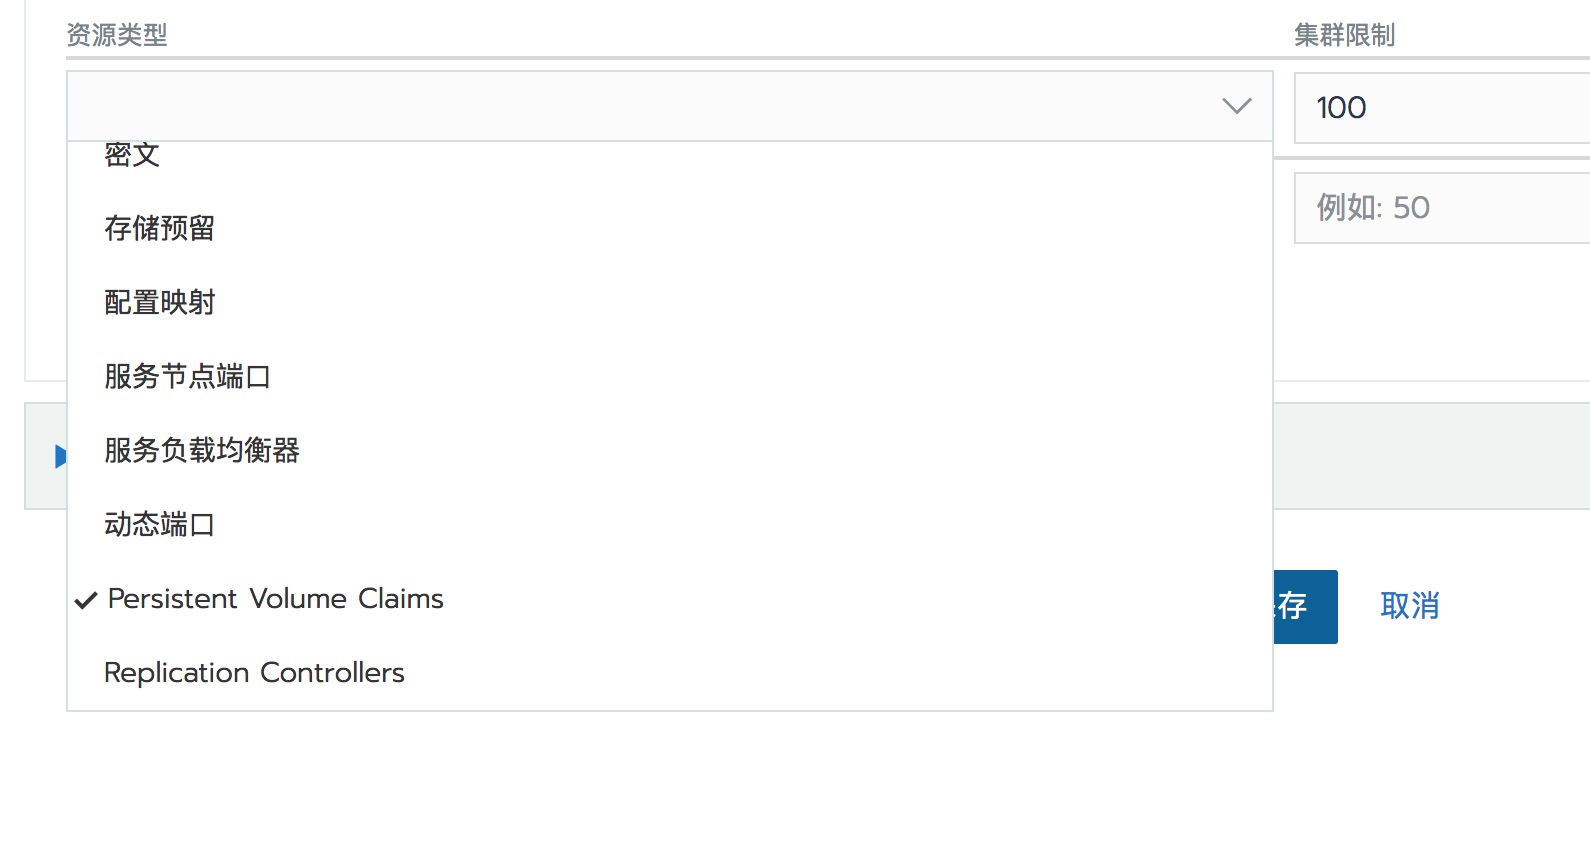 资源类型
集群限制
100
密文
例如: 50
存储预留
配置映射
服务节点端口
服务负载均衡器
动态端口
Persistent Volume Claims
存
取消
Replication Controllers